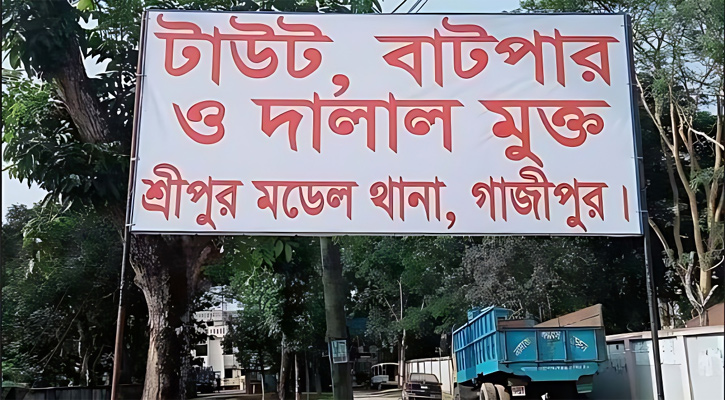 টাউট, বাটপার
ও দালাল মুক্ত
শ্রীপুর মডেল থানা, গাজীপুর।